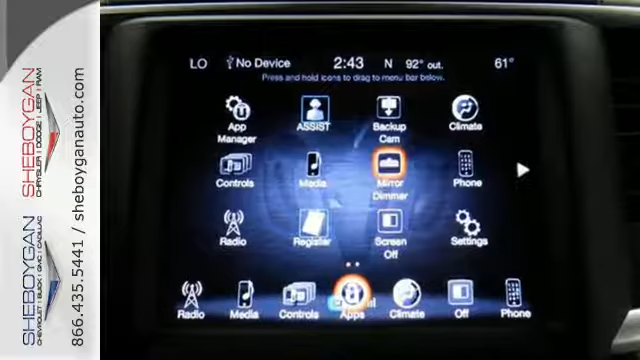 SHEBOYGAN
CHRYSLER | DODGE | JEEP | RAM
SHEBOYGAN
CHEVROLET • BUICK • GMC • CADILLAC
866.435.5441 / sheboyganauto.com
LO No Device 2:43 N 92° out. 61°
Press and hold icons to drag to menu bar below.
App Manager
ASSIST
Backup Cam
Climate
Controls
Media
Mirror Dimmer
Phone
Radio
Register
Screen Off
Settings
Radio Media Controls Apps Climate Off Phone